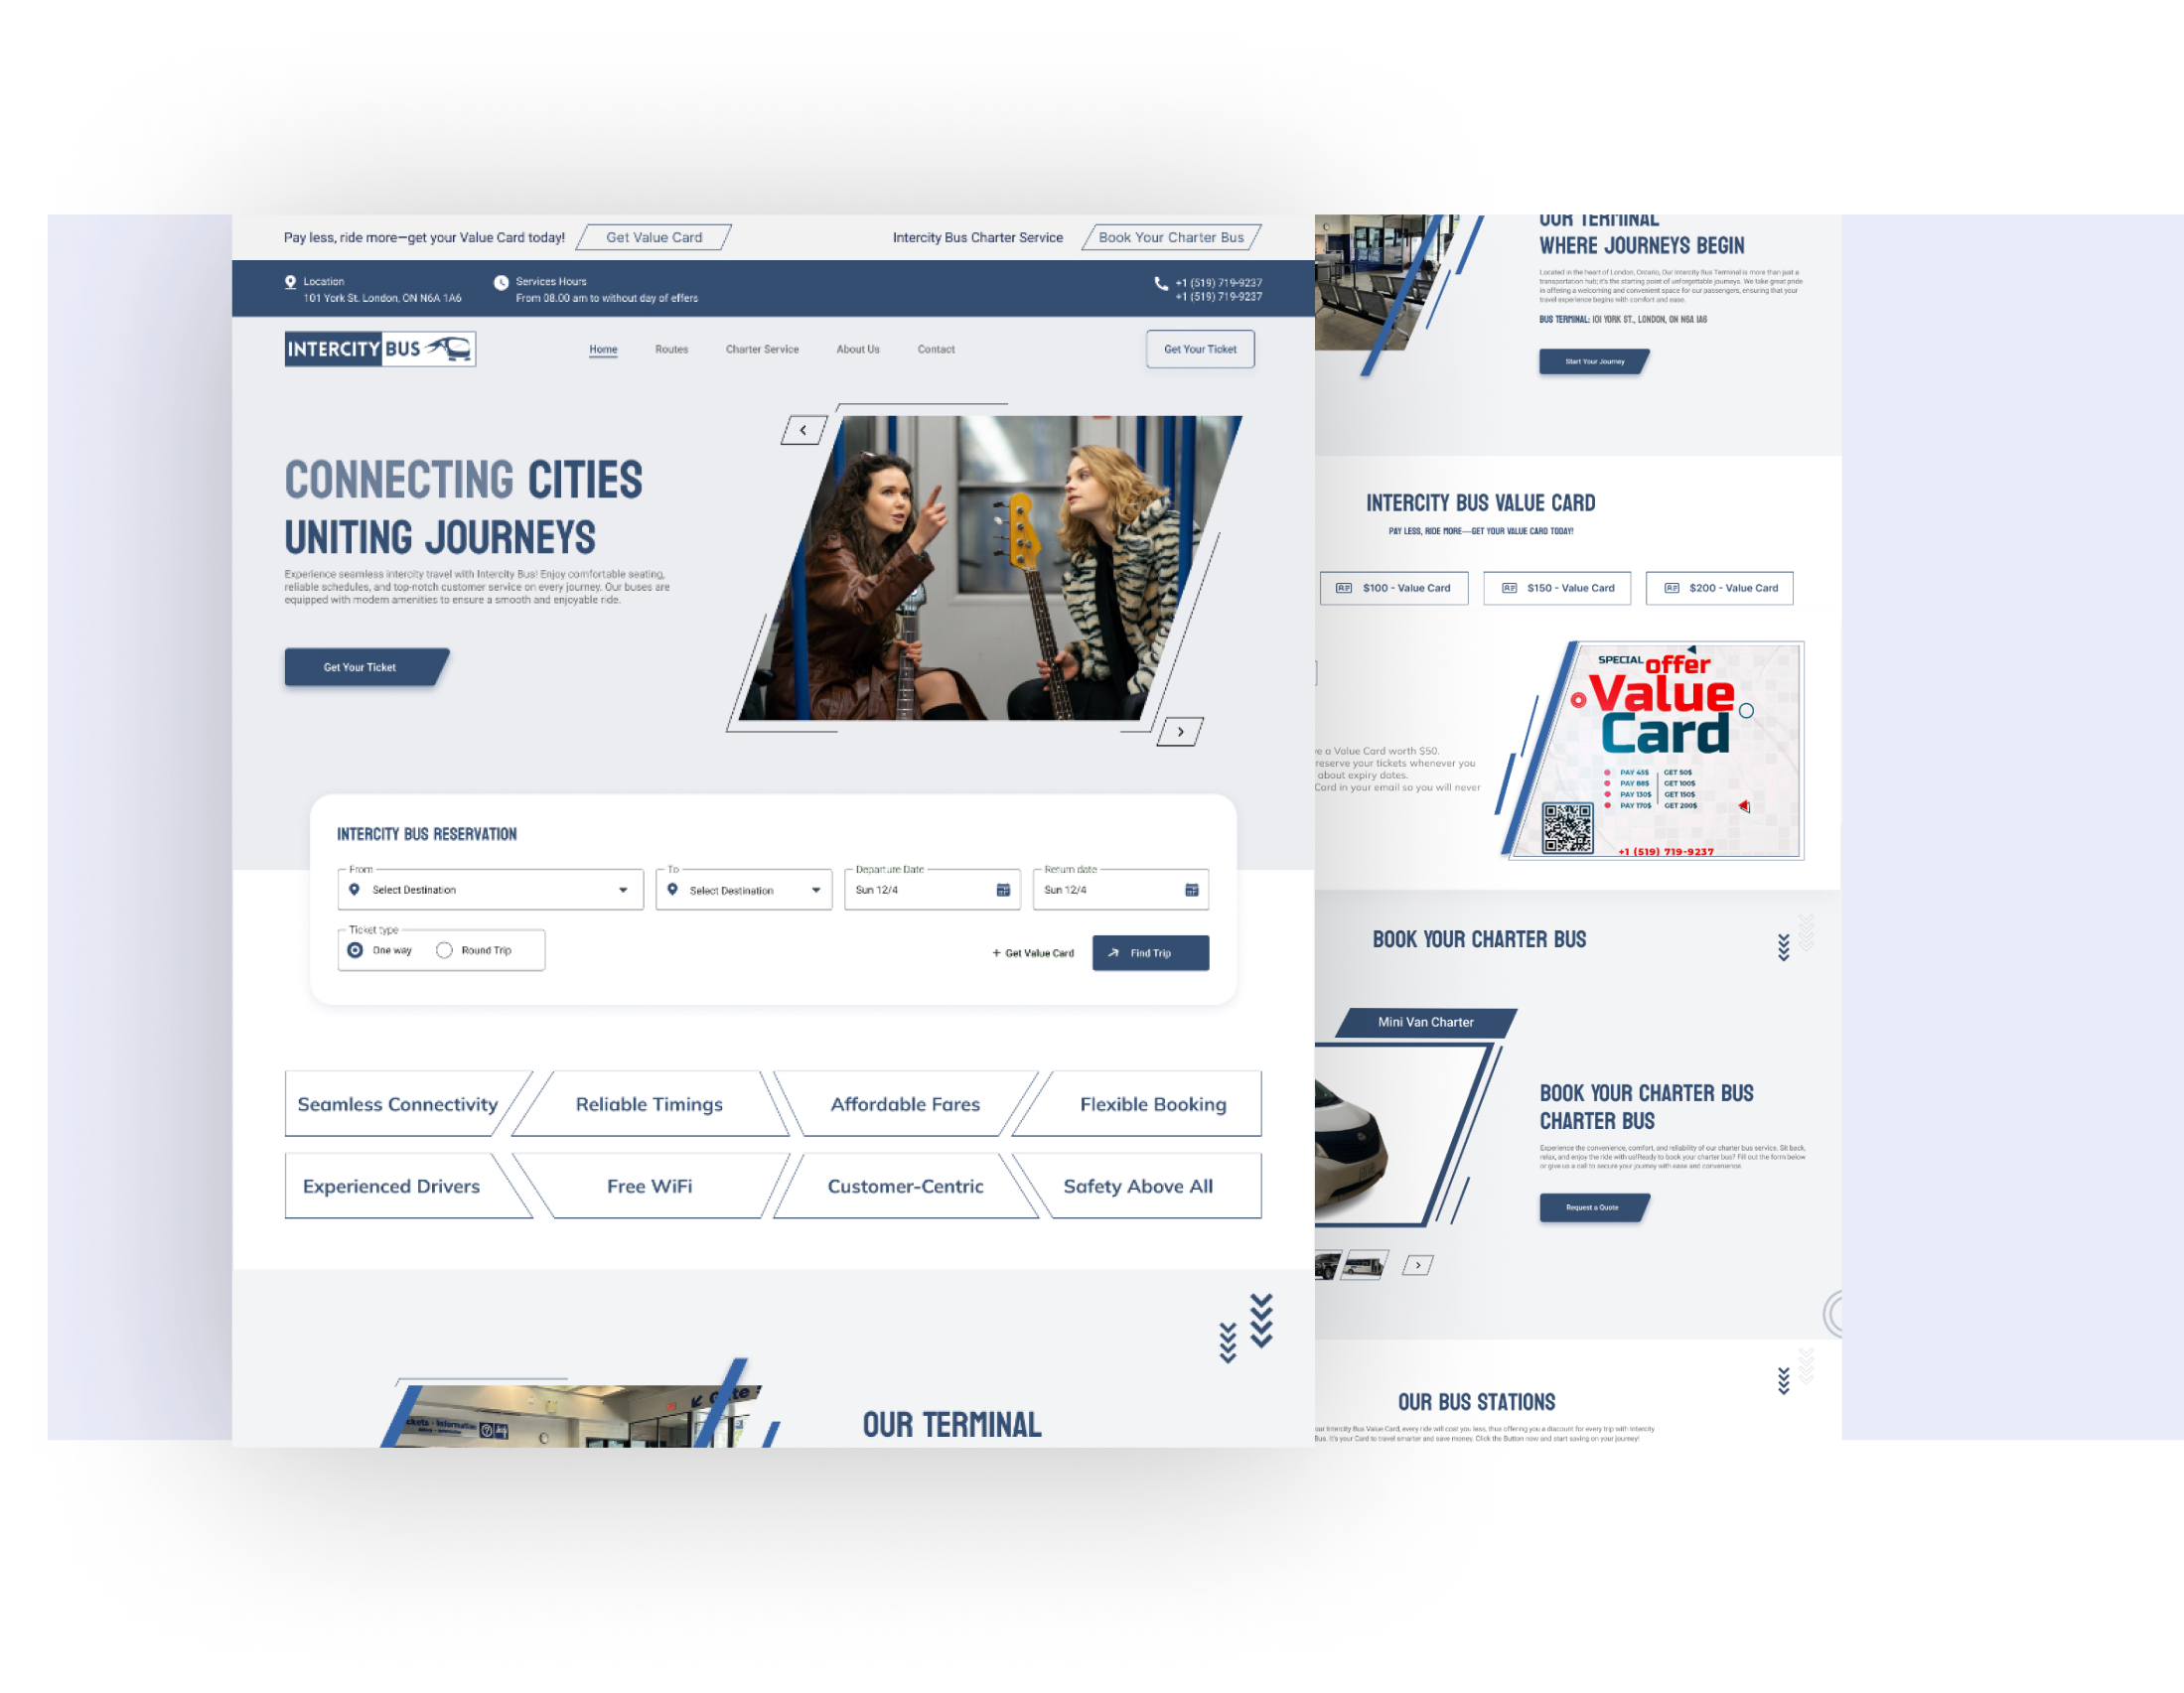 Pay less, ride more—get your Value Card today!
Get Value Card
Intercity Bus Charter Service
Book Your Charter Bus
Location
101 York St. London, ON N6A 1A6
Services Hours
From 08.00 am to without day of effers
+1 (519) 719-9237
+1 (519) 719-9237
INTERCITY BUS
Home
Routes
Charter Service
About Us
Contact
Get Your Ticket
CONNECTING CITIES
UNITING JOURNEYS
Experience seamless intercity travel with Intercity Bus! Enjoy comfortable seating,
reliable schedules, and top-notch customer service on every journey. Our buses are
equipped with modern amenities to ensure a smooth and enjoyable ride.
Get Your Ticket
INTERCITY BUS RESERVATION
From
Select Destination
To
Select Destination
Departure Date
Sun 12/4
Rerum date
Sun 12/4
Ticket type
One way
Round Trip
+ Get Value Card
Find Trip
Seamless Connectivity
Reliable Timings
Affordable Fares
Flexible Booking
Experienced Drivers
Free WiFi
Customer-Centric
Safety Above All
ckets - Information
OUR TERMINAL
OUR TERMINAL
WHERE JOURNEYS BEGIN
Located in the heart of London, Ontario, Our Intercity Bus Terminal is more than just a
transportation hub; it's the starting point of unforgettable journeys. We take great pride
in offering a welcoming and convenient space for our passengers, ensuring that your
travel experience begins with comfort and ease.
BUS TERMINAL: 101 YORK ST., LONDON, ON N6A 1A6
Start Your Journey
INTERCITY BUS VALUE CARD
PAY LESS, RIDE MORE—GET YOUR VALUE CARD TODAY!
$100 - Value Card
$150 - Value Card
$200 - Value Card
e a Value Card worth $50.
reserve your tickets whenever you
about expiry dates.
Card in your email so you will never
SPECIAL offer
Value
Card
PAY 45$ GET 50$
PAY 88$ GET 100$
PAY 130$ GET 150$
PAY 170$ GET 200$
+1 (519) 719-9237
BOOK YOUR CHARTER BUS
Mini Van Charter
BOOK YOUR CHARTER BUS
CHARTER BUS
Experience the convenience, comfort, and reliability of our charter bus service. Sit back,
relax, and enjoy the ride with us!Ready to book your charter bus? Fill out the form below
or give us a call to secure your journey with ease and convenience.
Request a Quote
OUR BUS STATIONS
our Intercity Bus Value Card, every ride will cost you less, thus offering you a discount for every trip with Intercity
Bus. It's your Card to travel smarter and save money. Click the Button now and start saving on your journey!